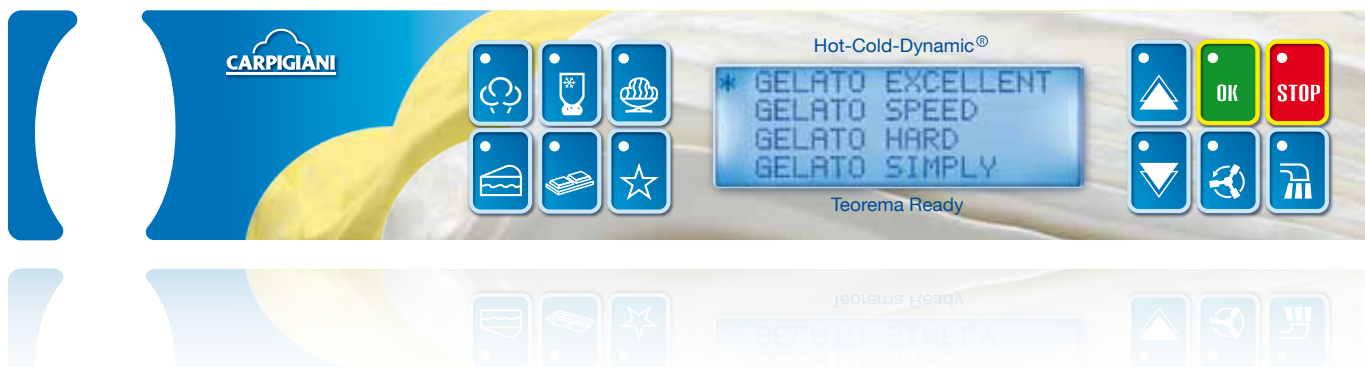 CARPIGIANI
Hot-Cold-Dynamic®
* GELATO EXCELLENT
GELATO SPEED
GELATO HARD
GELATO SIMPLY
Teorema Ready
OK
STOP